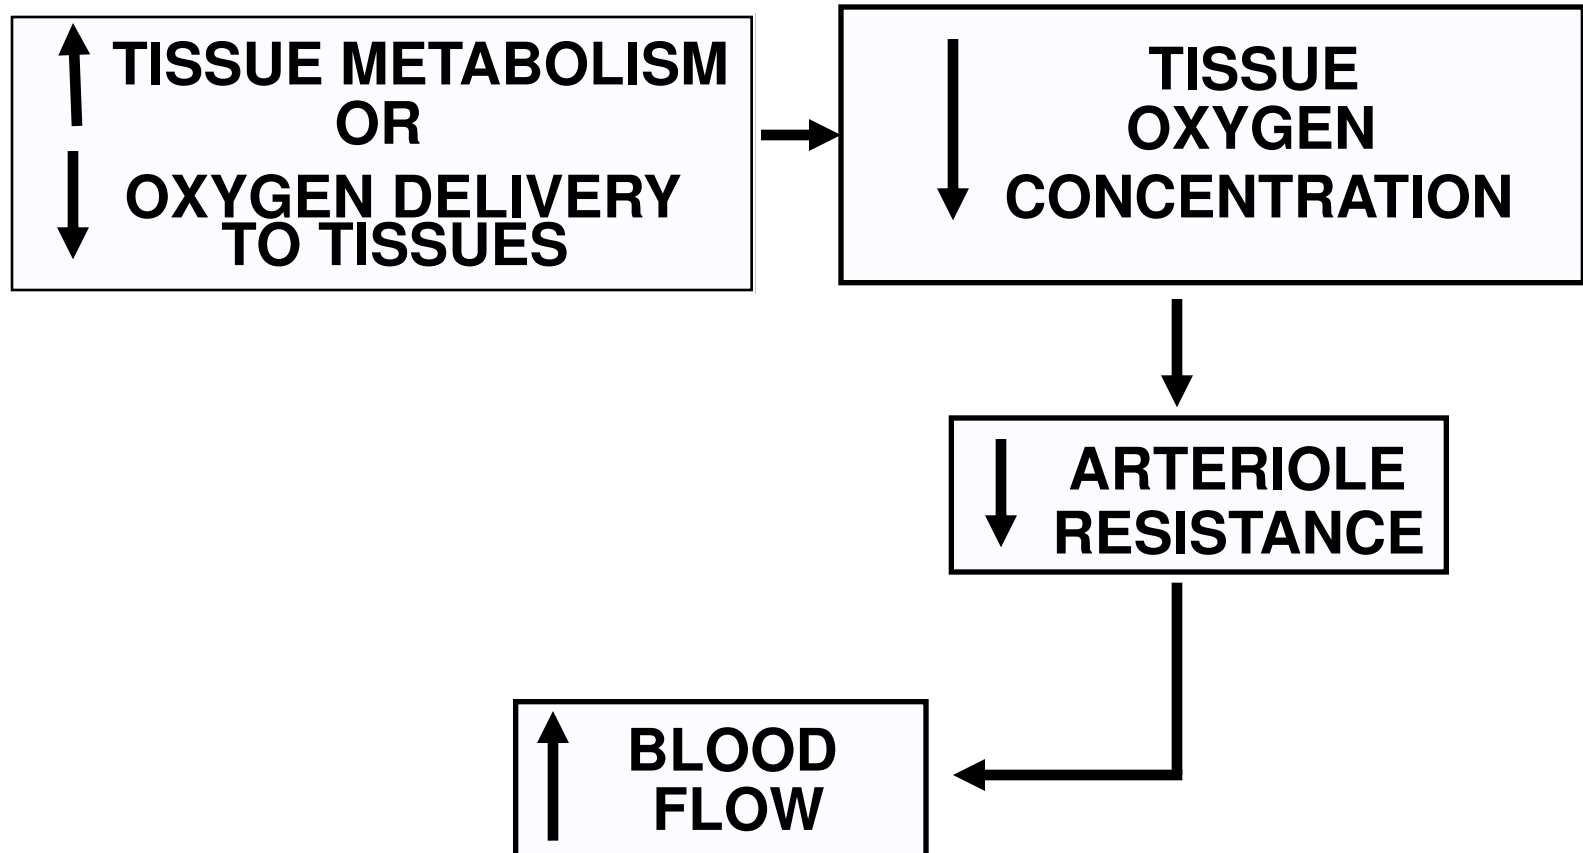 TISSUE METABOLISM
OR
OXYGEN DELIVERY
TO TISSUES
TISSUE
OXYGEN
CONCENTRATION
ARTERIOLE
RESISTANCE
BLOOD
FLOW